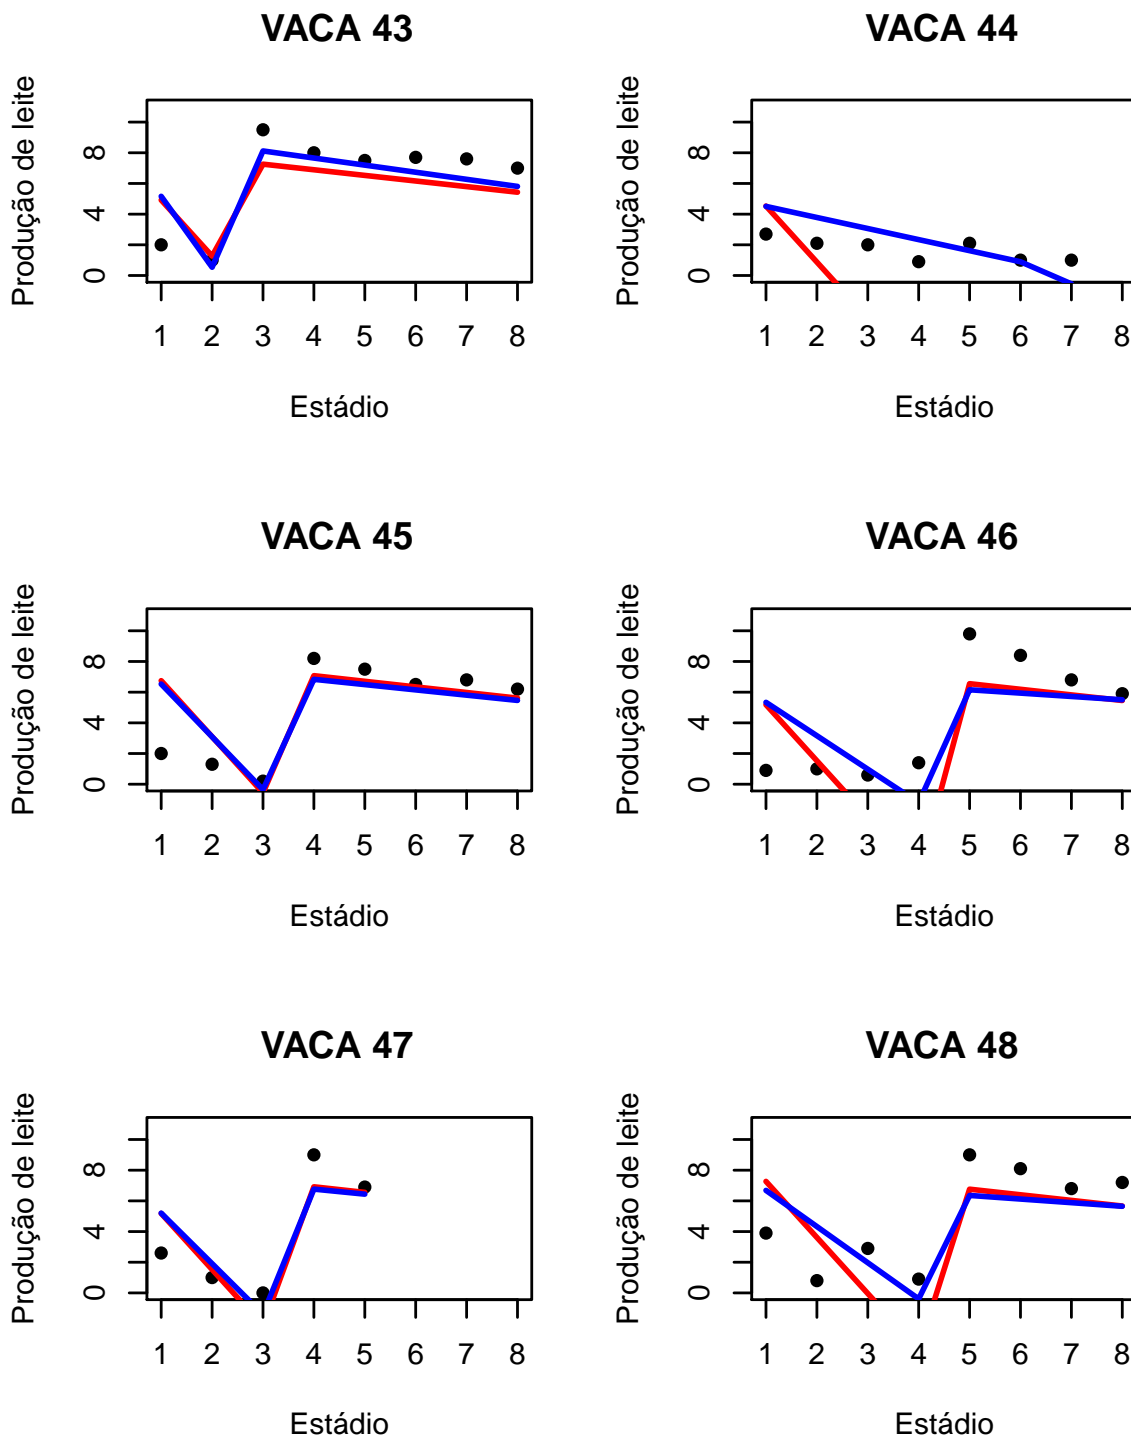 VACA 43
Produção de leite
0 4 8
1 2 3 4 5 6 7 8
Estádio
VACA 44
Produção de leite
0 4 8
1 2 3 4 5 6 7 8
Estádio
VACA 45
Produção de leite
0 4 8
1 2 3 4 5 6 7 8
Estádio
VACA 46
Produção de leite
0 4 8
1 2 3 4 5 6 7 8
Estádio
VACA 47
Produção de leite
0 4 8
1 2 3 4 5 6 7 8
Estádio
VACA 48
Produção de leite
0 4 8
1 2 3 4 5 6 7 8
Estádio